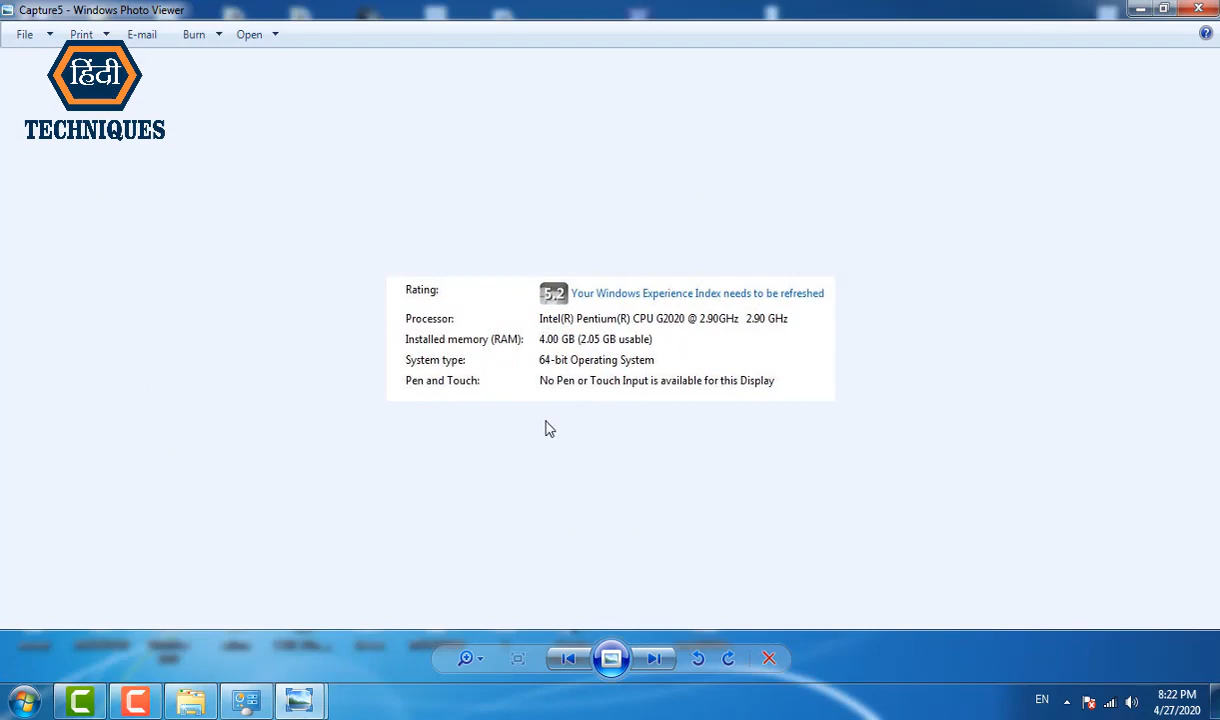 Capture5 - Windows Photo Viewer
File Print E-mail Burn Open
हिंदी
TECHNIQUES
Rating: 5.2 Your Windows Experience Index needs to be refreshed
Processor: Intel(R) Pentium(R) CPU G2020 @ 2.90GHz 2.90 GHz
Installed memory (RAM): 4.00 GB (2.05 GB usable)
System type: 64-bit Operating System
Pen and Touch: No Pen or Touch Input is available for this Display
C C EN 8:22 PM
4/27/2020